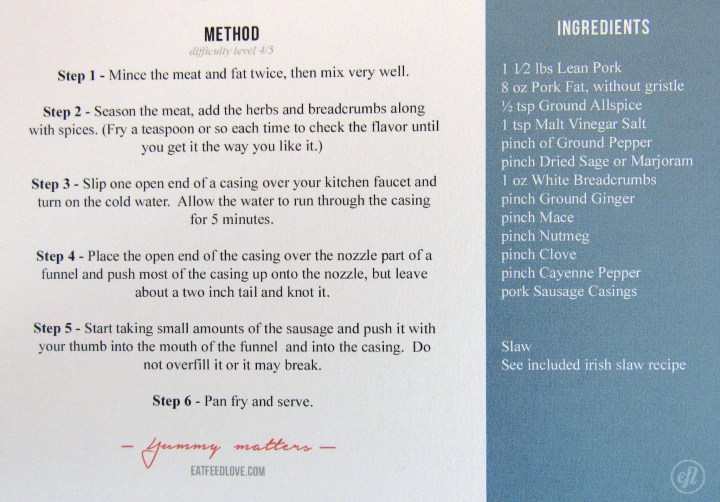 METHOD
difficulty level 4/5
Step 1 - Mince the meat and fat twice, then mix very well.
Step 2 - Season the meat, add the herbs and breadcrumbs along
with spices. (Fry a teaspoon or so each time to check the flavor until
you get it the way you like it.)
Step 3 - Slip one open end of a casing over your kitchen faucet and
turn on the cold water.  Allow the water to run through the casing
for 5 minutes.
Step 4 - Place the open end of the casing over the nozzle part of a
funnel and push most of the casing up onto the nozzle, but leave
about a two inch tail and knot it.
Step 5 - Start taking small amounts of the sausage and push it with
your thumb into the mouth of the funnel  and into the casing.  Do
not overfill it or it may break.
Step 6 - Pan fry and serve.
— Yummy matters —
EATFEEDLOVE.COM
INGREDIENTS
1 1/2 lbs Lean Pork
8 oz Pork Fat, without gristle
½ tsp Ground Allspice
1 tsp Malt Vinegar Salt
pinch of Ground Pepper
pinch Dried Sage or Marjoram
1 oz White Breadcrumbs
pinch Ground Ginger
pinch Mace
pinch Nutmeg
pinch Clove
pinch Cayenne Pepper
pork Sausage Casings
Slaw
See included irish slaw recipe
efl